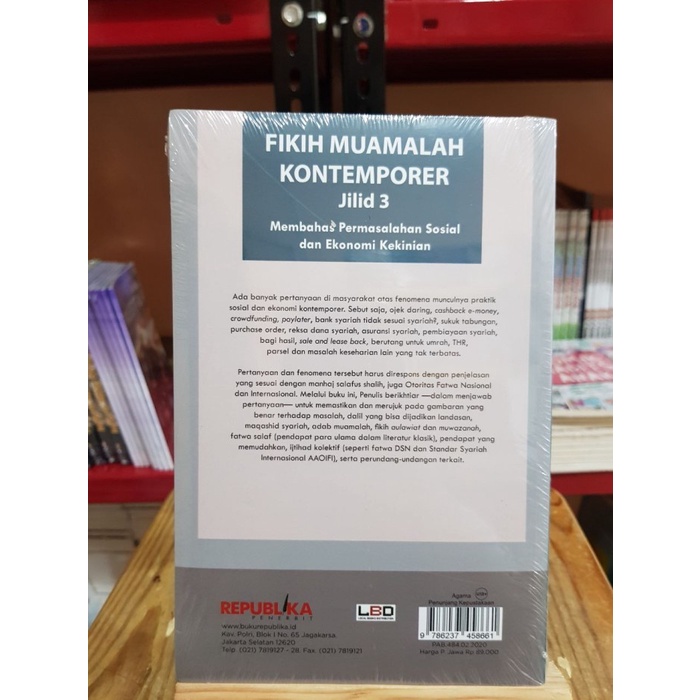 FIKIH MUAMALAH
KONTEMPORER
Jilid 3
Membahas Permasalahan Sosial
dan Ekonomi Kekinian
Ada banyak pertanyaan di masyarakat atas fenomena munculnya praktik
sosial dan ekonomi kontemporer. Sebut saja, ojek daring, cashback e-money,
crowdfunding, paylater, bank syariah tidak sesuai syariah?, sukuk tabungan,
purchase order, reksa dana syariah, asuransi syariah, pembiayaan syariah,
bagi hasil, sale and lease back, berutang untuk umrah, THR,
parsel dan masalah keseharian lain yang tak terbatas.
Pertanyaan dan fenomena tersebut harus direspons dengan penjelasan
yang sesuai dengan manhaj salafus shalih, juga Otoritas Fatwa Nasional
dan Internasional. Melalui buku ini, Penulis berikhtiar —dalam menjawab
pertanyaan— untuk memastikan dan merujuk pada gambaran yang
benar terhadap masalah, dalil yang bisa dijadikan landasan,
maqashid syariah, adab muamalah, fikih aulawiat dan muwazanah,
fatwa salaf (pendapat para ulama dalam literatur klasik), pendapat yang
memudahkan, ijtihad kolektif (seperti fatwa DSN dan Standar Syariah
Internasional AAOIFI), serta perundang-undangan terkait.
REPUBLIKA
PENERBIT
www.bukurepublika.id
Kav. Polri, Blok I No. 65 Jagakarsa,
Jakarta Selatan 12620
Telp. (021) 7819127 - 28, Fax. (021) 7819121
LBD
Agama
Penunjang Kepustakaan
9 786237 458661
Harga P. Jawa Rp. 89,000